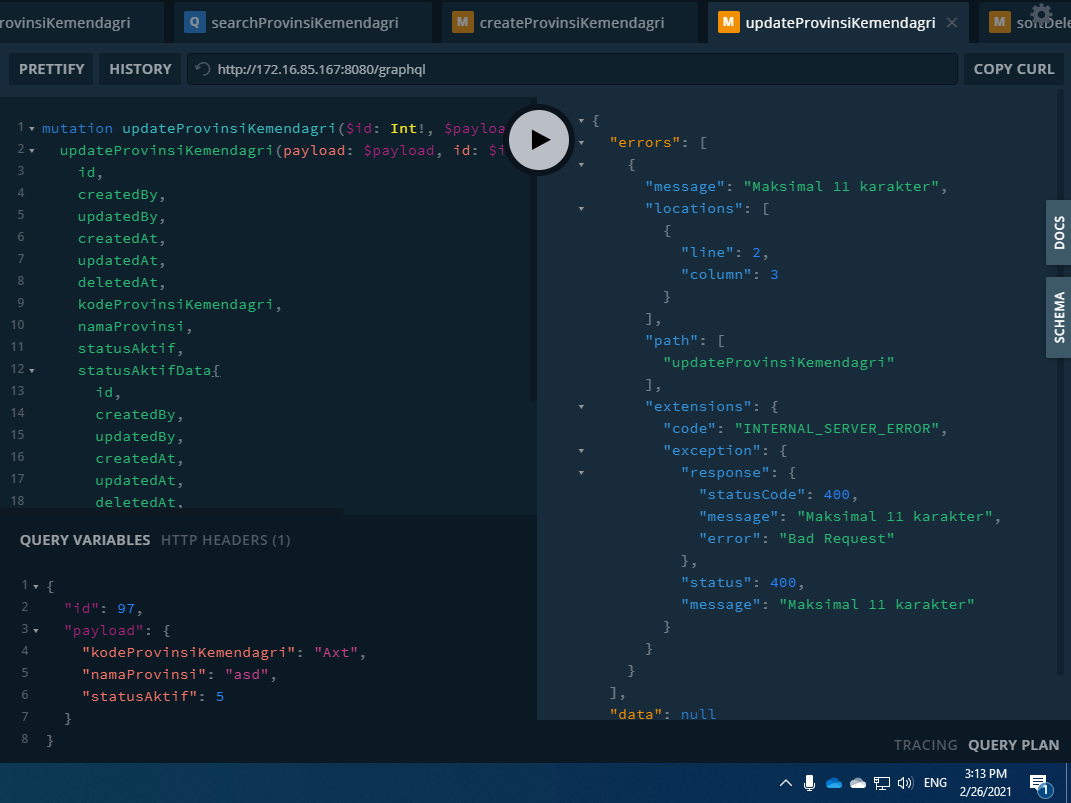 rovinsiKemendagri
Q searchProvinsiKemendagri
M createProvinsiKemendagri
M updateProvinsiKemendagri
M softDele
PRETTIFY
HISTORY
http://172.16.85.167:8080/graphql
COPY CURL
1 mutation updateProvinsiKemendagri($id: Int!, $payloa
2 updateProvinsiKemendagri(payload: $payload, id: $i
3 id,
4 createdBy,
5 updatedBy,
6 createdAt,
7 updatedAt,
8 deletedAt,
9 kodeProvinsiKemendagri,
10 namaProvinsi,
11 statusAktif,
12 statusAktifData{
13 id,
14 createdBy,
15 updatedBy,
16 createdAt,
17 updatedAt,
18 deletedAt,
QUERY VARIABLES HTTP HEADERS (1)
1 {
2 "id": 97,
3 "payload": {
4 "kodeProvinsiKemendagri": "Axt",
5 "namaProvinsi": "asd",
6 "statusAktif": 5
7 }
8 }
{
"errors": [
{
"message": "Maksimal 11 karakter",
"locations": [
{
"line": 2,
"column": 3
}
],
"path": [
"updateProvinsiKemendagri"
],
"extensions": {
"code": "INTERNAL_SERVER_ERROR",
"exception": {
"response": {
"statusCode": 400,
"message": "Maksimal 11 karakter",
"error": "Bad Request"
},
"status": 400,
"message": "Maksimal 11 karakter"
}
}
}
],
"data": null
DOCS
SCHEMA
TRACING QUERY PLAN
ENG
3:13 PM
2/26/2021
1